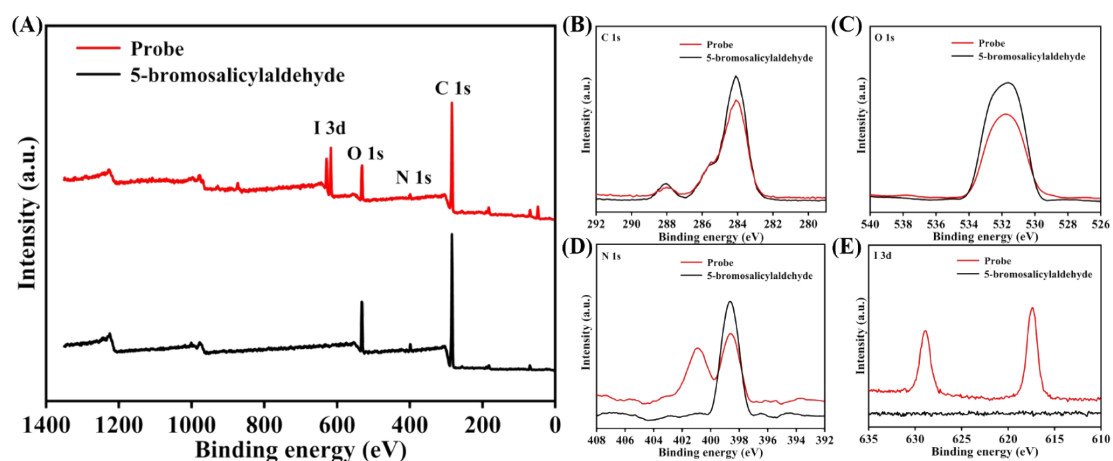 (A)
Probe
5-bromosalicylaldehyde
C 1s
I 3d
O 1s
N 1s
Intensity (a.u.)
1400 1200 1000 800 600 400 200 0
Binding energy (eV)
(B)
C 1s
Probe
5-bromosalicylaldehyde
Intensity (a.u.)
292 290 288 286 284 282 280
Binding energy (eV)
(C)
O 1s
Probe
5-bromosalicylaldehyde
Intensity (a.u.)
540 538 536 534 532 530 528 526
Binding energy (eV)
(D)
N 1s
Probe
5-bromosalicylaldehyde
Intensity (a.u.)
408 406 404 402 400 398 396 394 392
Binding energy (eV)
(E)
I 3d
Probe
5-bromosalicylaldehyde
Intensity (a.u.)
635 630 625 620 615 610
Binding energy (eV)